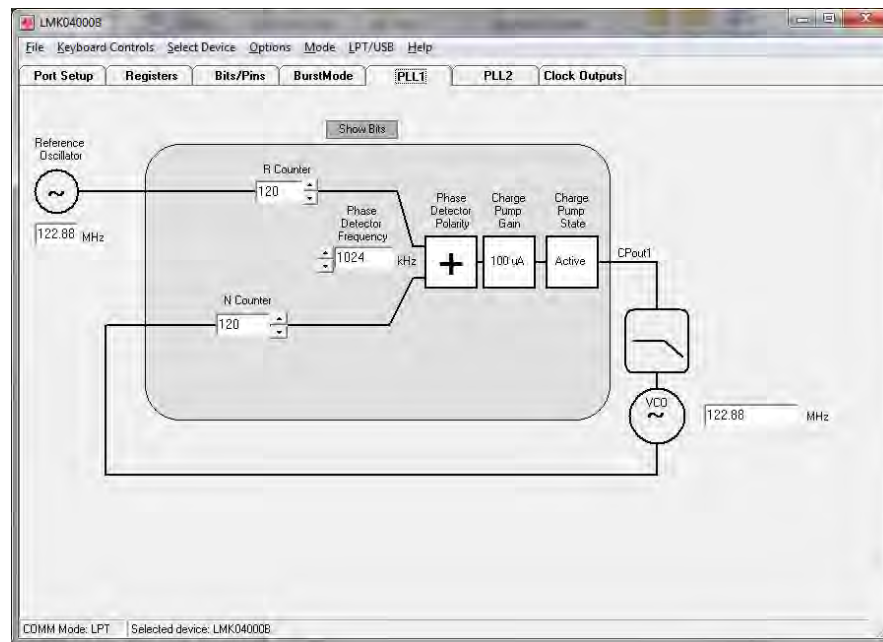 LMK04000B
File Keyboard Controls Select Device Options Mode LPT/USB Help
Port Setup Registers Bits/Pins BurstMode PLL1 PLL2 Clock Outputs
Show Bits
Reference
Oscillator
122.88 MHz
R Counter
120
Phase
Detector
Frequency
1024 kHz
Phase
Detector
Polarity
+
Charge
Pump
Gain
100 uA
Charge
Pump
State
Active
CPout1
N Counter
120
VCO
122.88 MHz
COMM Mode: LPT Selected device: LMK04000B